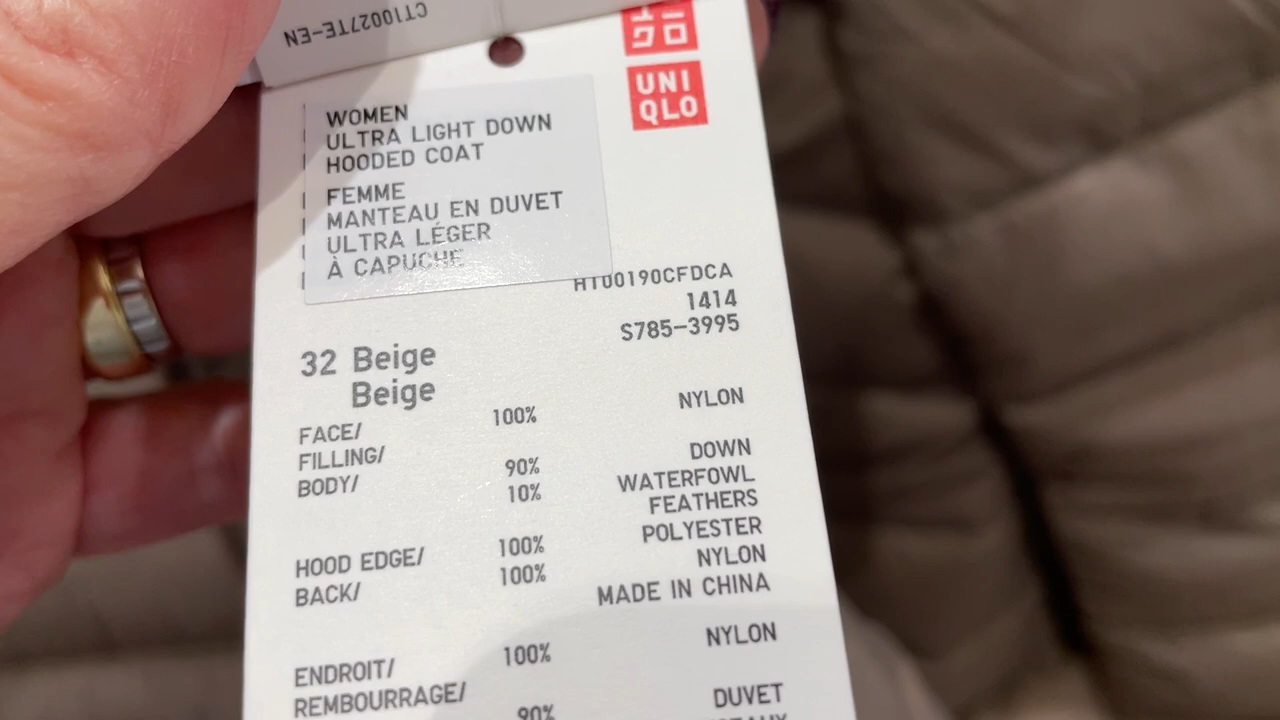 CT10027TE-EN
UNI
QLO
WOMEN
ULTRA LIGHT DOWN
HOODED COAT
FEMME
MANTEAU EN DUVET
ULTRA LÉGER
À CAPUCHE
HT00190CFDCA
1414
S785-3995
32 Beige
Beige
FACE/ 100% NYLON
FILLING/
BODY/ 90% DOWN
10% WATERFOWL
FEATHERS
HOOD EDGE/ 100% POLYESTER
BACK/ 100% NYLON
MADE IN CHINA
ENDROIT/ 100% NYLON
REMBOURRAGE/
90% DUVET